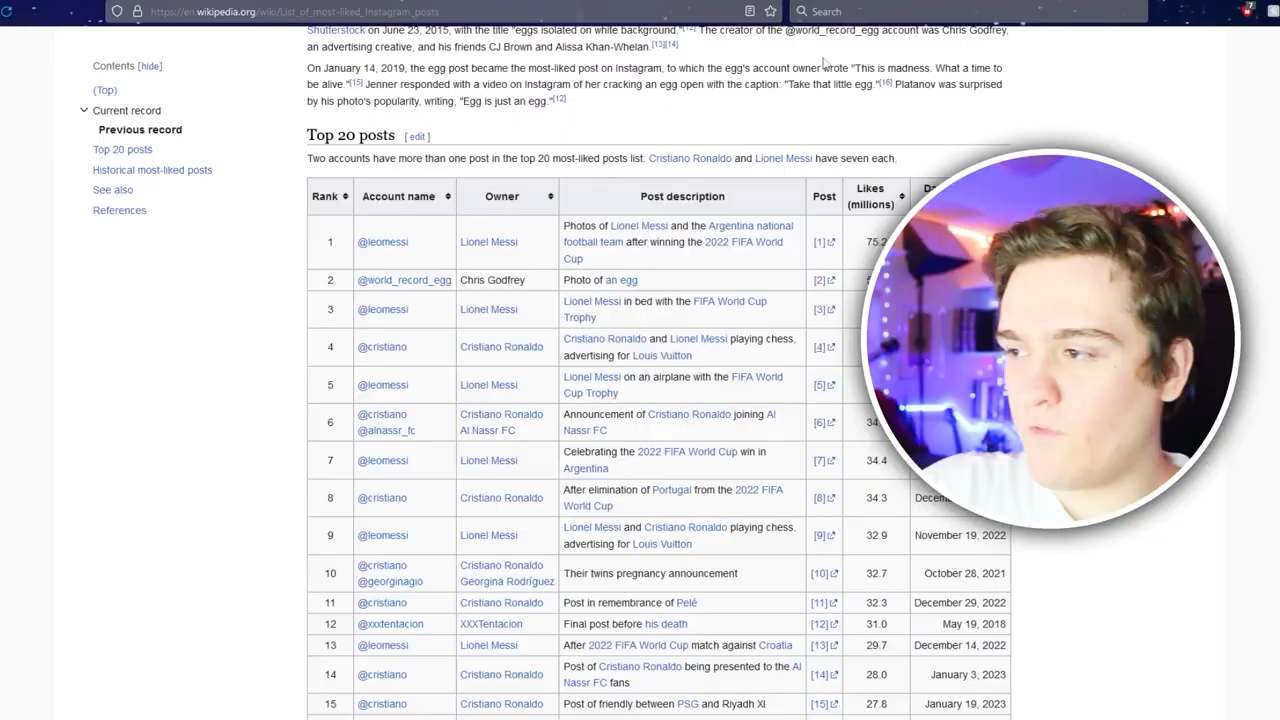 https://en.wikipedia.org/wiki/List_of_most-liked_Instagram_posts
Search
7
Shutterstock on June 23, 2015, with the title "eggs isolated on white background."[12] The creator of the @world_record_egg account was Chris Godfrey,
an advertising creative, and his friends CJ Brown and Alissa Khan-Whelan.[13][14]
On January 14, 2019, the egg post became the most-liked post on Instagram, to which the egg's account owner wrote "This is madness. What a time to
be alive."[15] Jenner responded with a video on Instagram of her cracking an egg open with the caption: "Take that little egg."[16] Platanov was surprised
by his photo's popularity, writing, "Egg is just an egg."[12]
Contents [hide]
(Top)
Current record
Previous record
Top 20 posts
Historical most-liked posts
See also
References
Top 20 posts [ edit ]
Two accounts have more than one post in the top 20 most-liked posts list: Cristiano Ronaldo and Lionel Messi have seven each.
Rank Account name Owner Post description Post Likes
(millions)
1 @leomessi Lionel Messi Photos of Lionel Messi and the Argentina national
football team after winning the 2022 FIFA World
Cup [1] 75.2
2 @world_record_egg Chris Godfrey Photo of an egg [2]
3 @leomessi Lionel Messi Lionel Messi in bed with the FIFA World Cup
Trophy [3]
4 @cristiano Cristiano Ronaldo Cristiano Ronaldo and Lionel Messi playing chess,
advertising for Louis Vuitton [4]
5 @leomessi Lionel Messi Lionel Messi on an airplane with the FIFA World
Cup Trophy [5]
6 @cristiano Cristiano Ronaldo Announcement of Cristiano Ronaldo joining Al
@alnassr_fc Al Nassr FC Nassr FC [6]
7 @leomessi Lionel Messi Celebrating the 2022 FIFA World Cup win in
Argentina [7] 34.4
8 @cristiano Cristiano Ronaldo After elimination of Portugal from the 2022 FIFA
World Cup [8] 34.3
9 @leomessi Lionel Messi Lionel Messi and Cristiano Ronaldo playing chess,
advertising for Louis Vuitton [9] 32.9 November 19, 2022
10 @cristiano Cristiano Ronaldo
@georginagio Georgina Rodríguez Their twins pregnancy announcement [10] 32.7 October 28, 2021
11 @cristiano Cristiano Ronaldo Post in remembrance of Pelé [11] 32.3 December 29, 2022
12 @xxxtentacion XXXTentacion Final post before his death [12] 31.0 May 19, 2018
13 @leomessi Lionel Messi After 2022 FIFA World Cup match against Croatia [13] 29.7 December 14, 2022
14 @cristiano Cristiano Ronaldo Post of Cristiano Ronaldo being presented to the Al
Nassr FC fans [14] 28.0 January 3, 2023
15 @cristiano Cristiano Ronaldo Post of friendly between PSG and Riyadh XI [15] 27.8 January 19, 2023